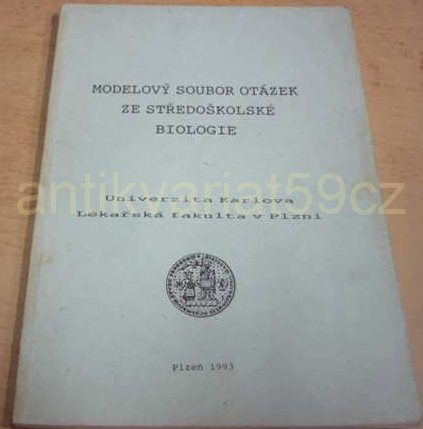 MODELOVÝ SOUBOR OTÁZEK
ZE STŘEDOŠKOLSKÉ
BIOLOGIE
antikvariat59cz
Univerzita Karlova
Lékařská fakulta v Plzni
Plzeň 1993